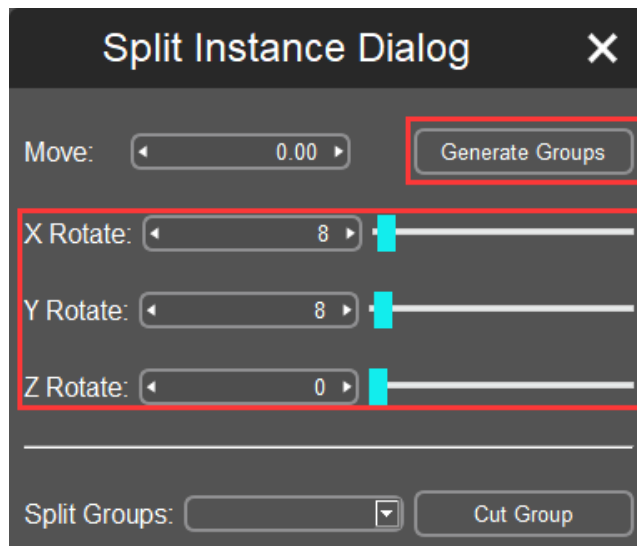 Split Instance Dialog
Move: 0.00 Generate Groups
X Rotate: 8
Y Rotate: 8
Z Rotate: 0
Split Groups: Cut Group